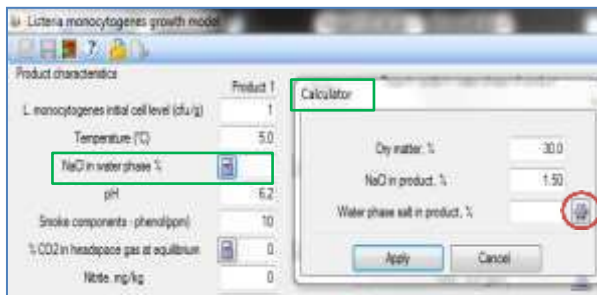 Listeria monocytogenes growth model
?
Product characteristics
Product 1
L. monocytogenes initial cell level (cfu/g) 1
Temperature (°C) 5.0
NaCl in water phase %
pH 6.2
Smoke components - phenol(ppm) 10
% CO2 in headspace gas at equilibrium 0
Nitrite, mg/kg 0
Calculator
Dry matter, % 30.0
NaCl in product, % 1.50
Water phase salt in product, %
Apply Cancel